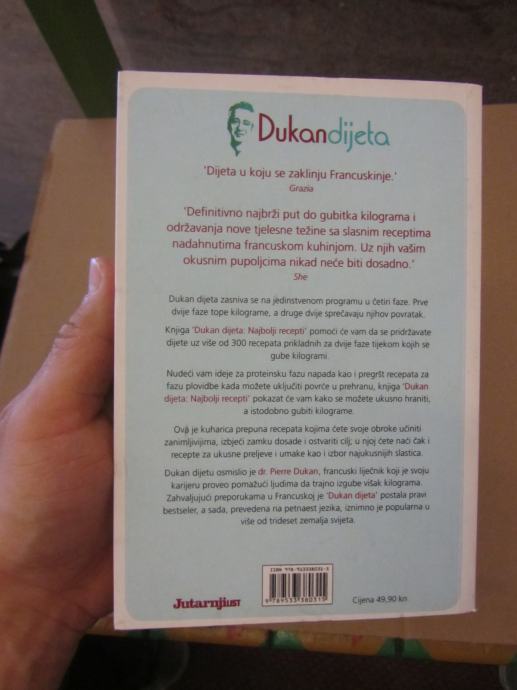 Dukandijeta
'Dijeta u koju se zaklinju Francuskinje.'
Grazia
'Definitivno najbrži put do gubitka kilograma i
održavanja nove tjelesne težine sa slasnim receptima
nadahnutima francuskom kuhinjom. Uz njih vašim
okusnim pupoljcima nikad neće biti dosadno.'
She
Dukan dijeta zasniva se na jedinstvenom programu u četiri faze. Prve
dvije faze tope kilograme, a druge dvije sprečavaju njihov povratak.
Knjiga 'Dukan dijeta: Najbolji recepti' pomoći će vam da se pridržavate
dijete uz više od 300 recepata prikladnih za dvije faze tijekom kojih se
gube kilogrami.
Nudeći vam ideje za proteinsku fazu napada kao i pregršt recepata za
fazu plovidbe kada možete uključiti povrće u prehranu, knjiga 'Dukan
dijeta: Najbolji recepti' pokazat će vam kako se možete ukusno hraniti,
a istodobno gubiti kilograme.
Ova je kuharica prepuna recepata kojima ćete svoje obroke učiniti
zanimljivijima, izbjeći zamku dosade i ostvariti cilj; u njoj ćete naći čak i
recepte za ukusne preljeve i umake kao i izbor najukusnijih slastica.
Dukan dijetu osmislio je dr. Pierre Dukan, francuski liječnik koji je svoju
karijeru proveo pomažući ljudima da trajno izgube višak kilograma.
Zahvaljujući preporukama u Francuskoj je 'Dukan dijeta' postala pravi
bestseler, a sada, prevedena na petnaest jezika, iznimno je popularna u
više od trideset zemalja svijeta.
ISBN 978-953338031-5
9 789533 380315
Jutarnji LIST
Cijena 49,90 kn